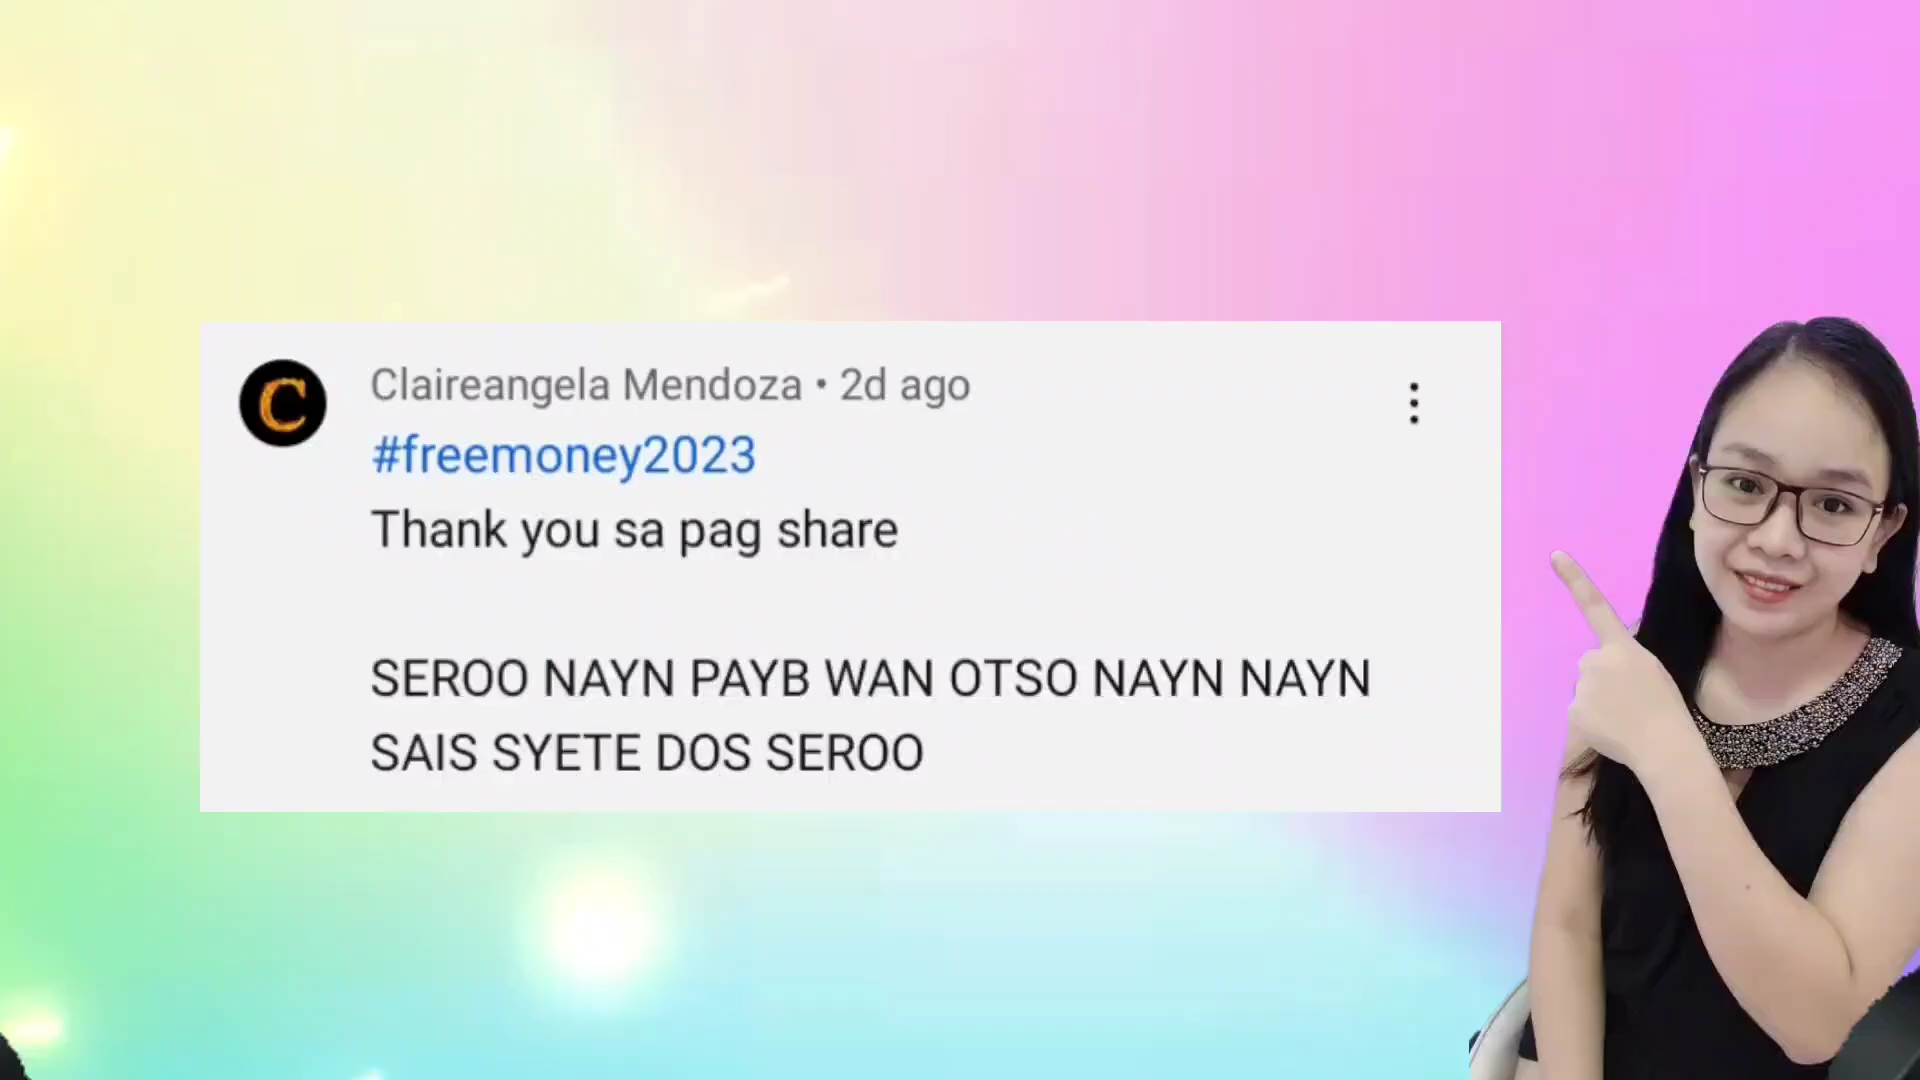 Claireangela Mendoza • 2d ago
#freemoney2023
Thank you sa pag share
SEROO NAYN PAYB WAN OTSO NAYN NAYN
SAIS SYETE DOS SEROO